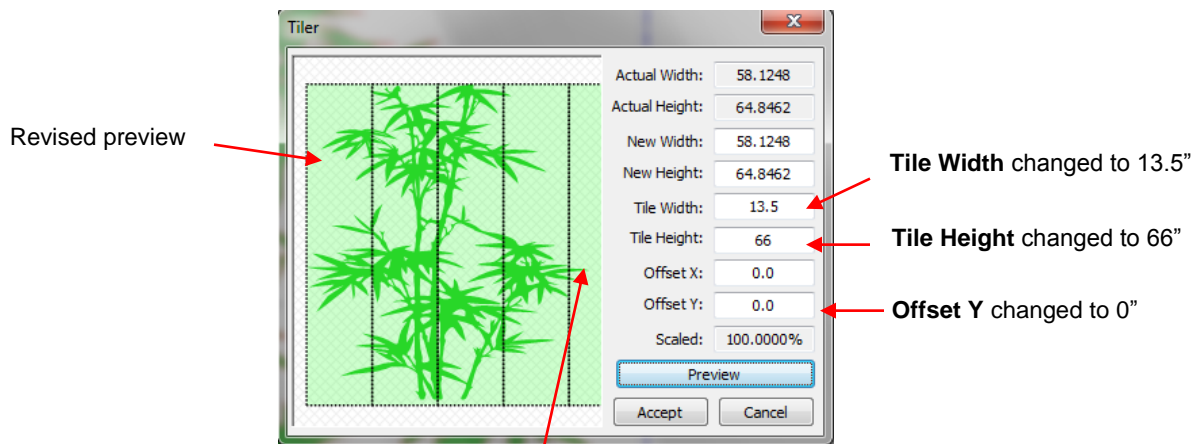 Tiler
x
Revised preview
Actual Width: 58.1248
Actual Height: 64.8462
New Width: 58.1248
New Height: 64.8462
Tile Width: 13.5
Tile Height: 66
Offset X: 0.0
Offset Y: 0.0
Scaled: 100.0000%
Preview
Accept Cancel
Tile Width changed to 13.5”
Tile Height changed to 66”
Offset Y changed to 0”